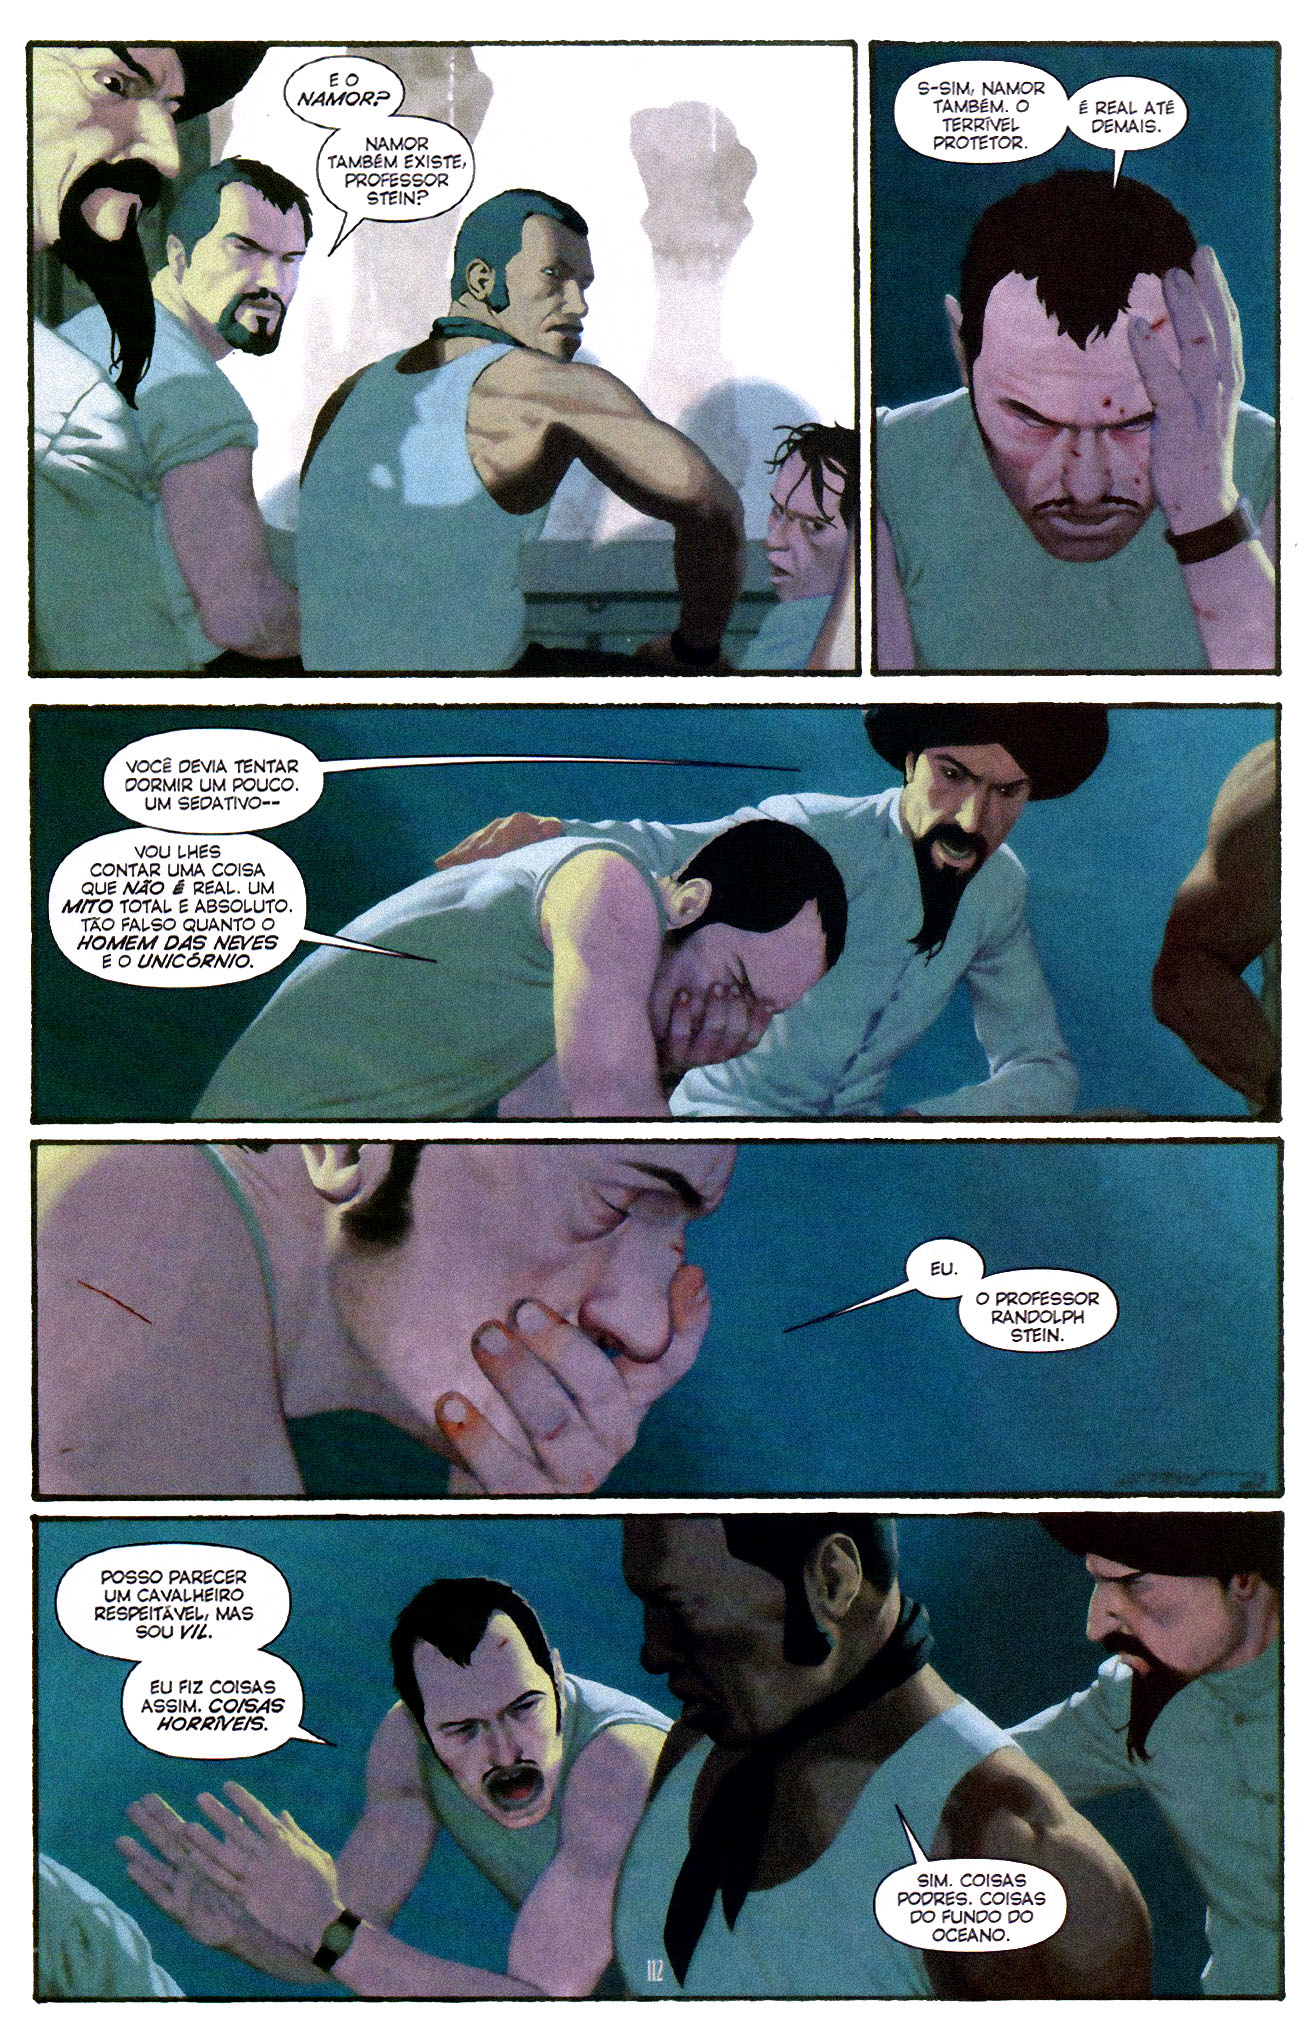 E O
NAMOR?
NAMOR
TAMBÉM EXISTE,
PROFESSOR
STEIN?
S-SIM, NAMOR
TAMBÉM. O
TERRÍVEL
PROTETOR.
É REAL ATÉ
DEMAIS.
VOCÊ DEVIA TENTAR
DORMIR UM POUCO.
UM SEDATIVO--
VOU LHES
CONTAR UMA COISA
QUE NÃO É REAL. UM
MITO TOTAL E ABSOLUTO.
TÃO FALSO QUANTO O
HOMEM DAS NEVES
E O UNICÓRNIO.
EU.
O PROFESSOR
RANDOLPH
STEIN.
POSSO PARECER
UM CAVALHEIRO
RESPEITÁVEL, MAS
SOU VIL.
EU FIZ COISAS
ASSIM. COISAS
HORRÍVEIS.
SIM. COISAS
PODRES. COISAS
DO FUNDO DO
OCEANO.
112